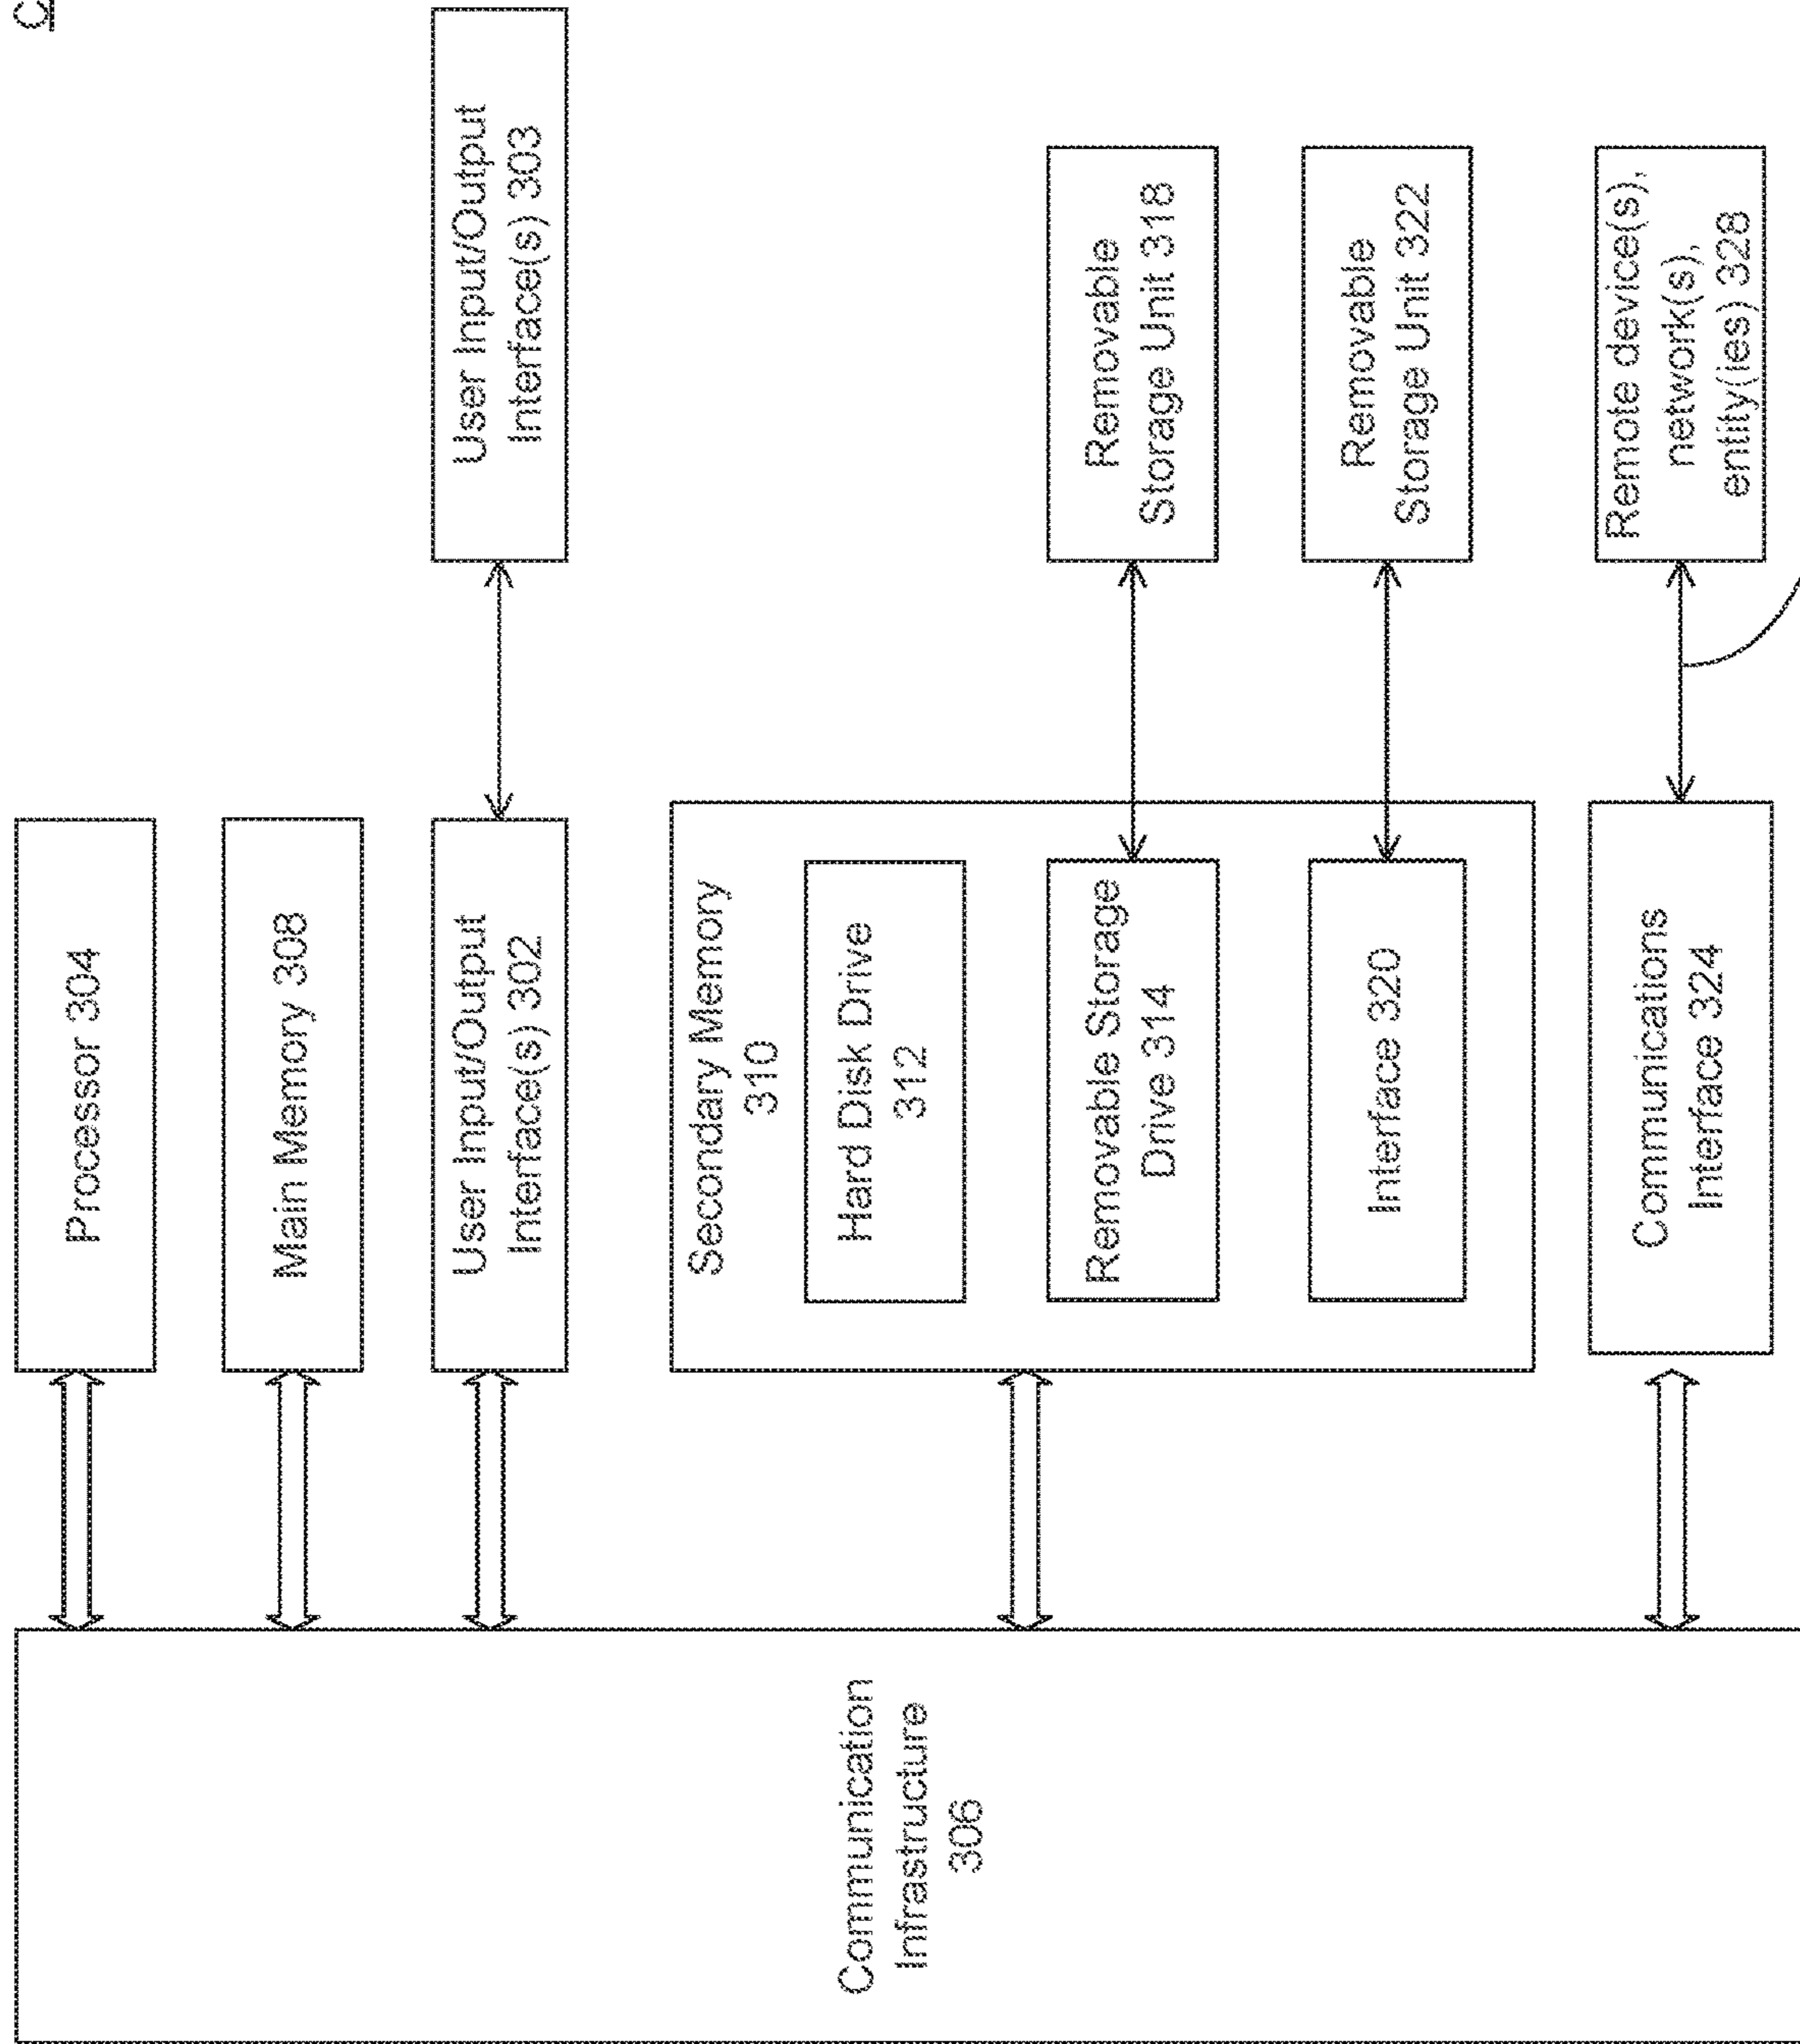 Processor 304
Main Memory 308
User Input/Output
Interface(s) 302
User Input/Output
Interface(s) 303
Secondary Memory
310
Hard Disk Drive
312
Removable Storage
Drive 314
Interface 320
Removable
Storage Unit 318
Removable
Storage Unit 322
Communications
Interface 324
Remote device(s),
network(s),
entity(ies) 328
Communication
Infrastructure
306